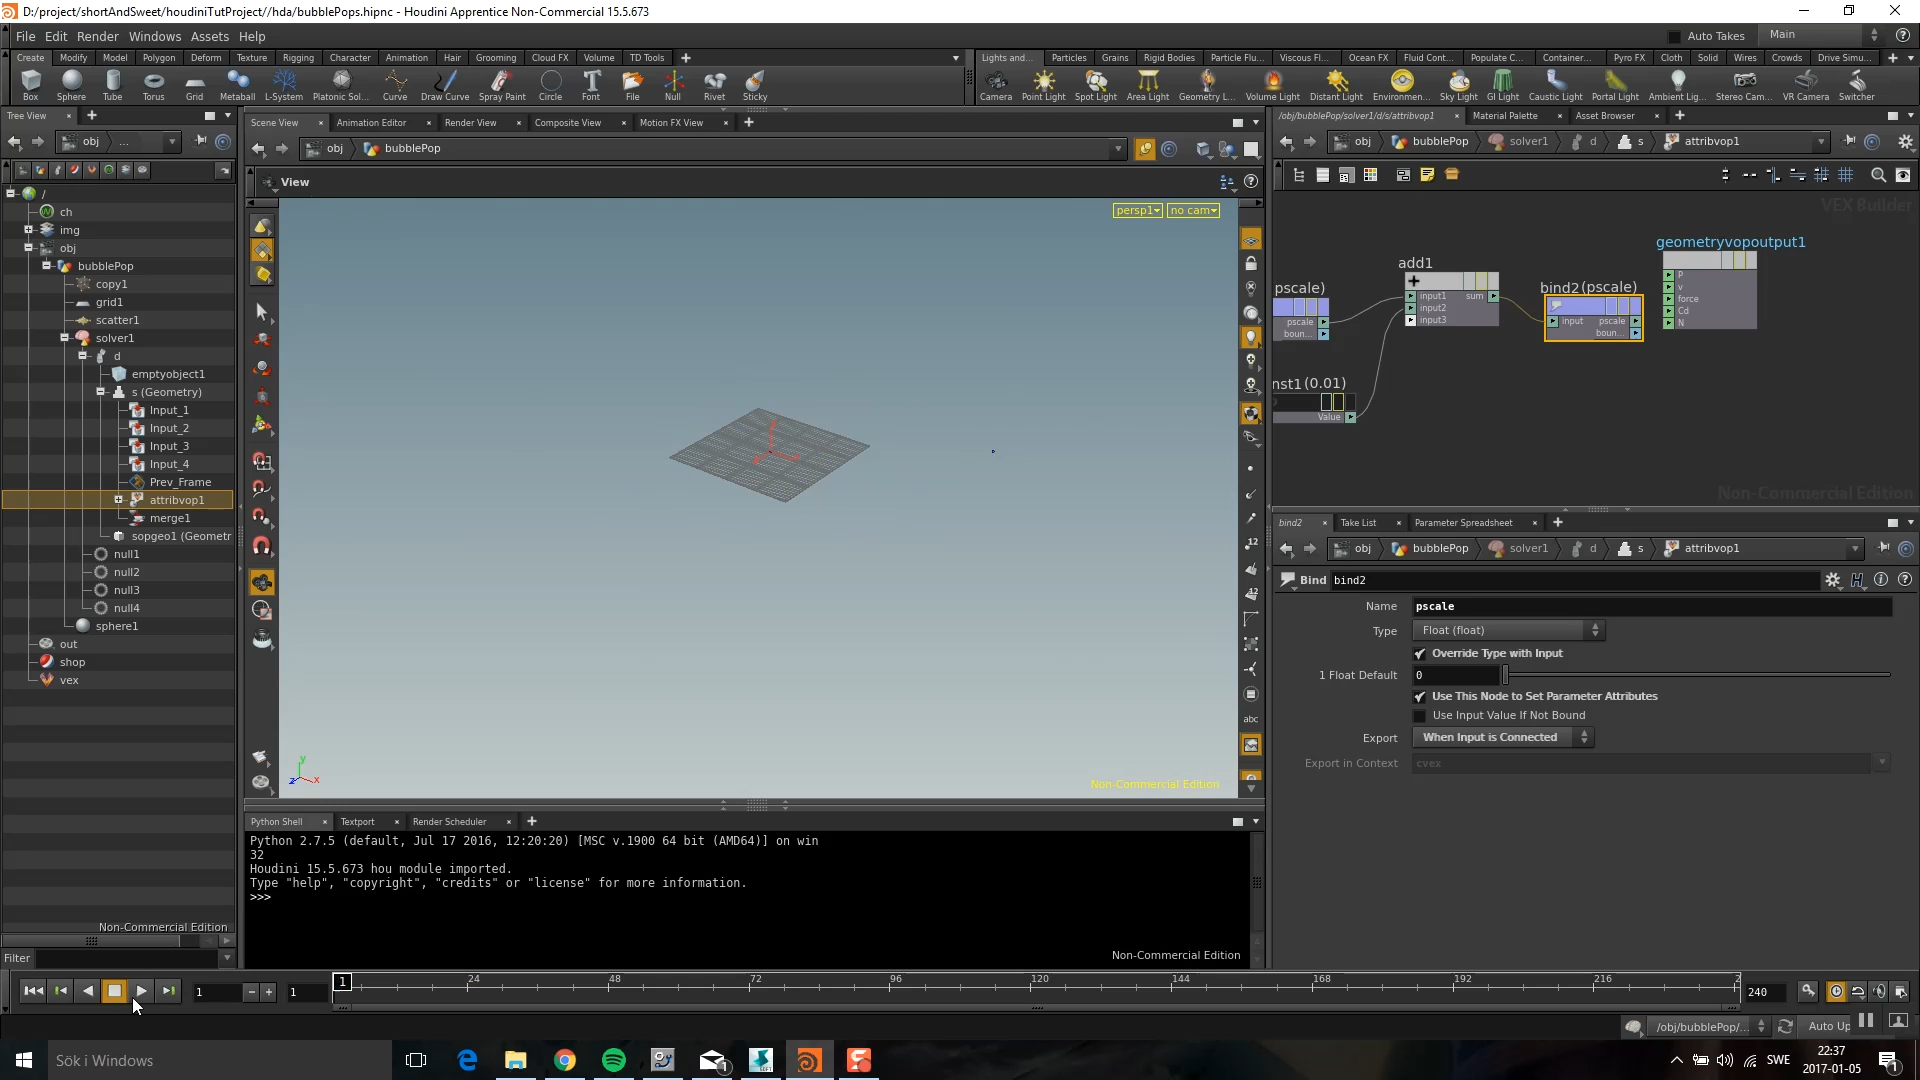 D:/project/shortAndSweet/houdiniTutProject//hda/bubblePops.hipnc - Houdini Apprentice Non-Commercial 15.5.673
File Edit Render Windows Assets Help
Auto Takes Main
Create Modify Model Polygon Deform Texture Rigging Character Animation Hair Grooming Cloud FX Volume TD Tools
Lights and... Particles Grains Rigid Bodies Particle Flu... Viscous Fl... Ocean FX Fluid Cont... Populate C... Container... Pyro FX Cloth Solid Wires Crowds Drive Simu...
Box Sphere Tube Torus Grid Metaball L-System Platonic Sol... Curve Draw Curve Spray Paint Circle Font File Null Rivet Sticky
Camera Point Light Spot Light Area Light Geometry L... Volume Light Distant Light Environmen... Sky Light GI Light Caustic Light Portal Light Ambient Lig... Stereo Cam... VR Camera Switcher
Tree View
obj ...
/
ch
img
obj
bubblePop
copy1
grid1
scatter1
solver1
d
emptyobject1
s (Geometry)
Input_1
Input_2
Input_3
Input_4
Prev_Frame
attribvop1
merge1
sopgeo1 (Geometr
null1
null2
null3
null4
sphere1
out
shop
vex
Non-Commercial Edition
Filter
Scene View Animation Editor Render View Composite View Motion FX View
obj bubblePop
View
persp1 no cam
12
12
abc
y
z x
Non-Commercial Edition
Python Shell Textport Render Scheduler
Python 2.7.5 (default, Jul 17 2016, 12:20:20) [MSC v.1900 64 bit (AMD64)] on win
32
Houdini 15.5.673 hou module imported.
Type "help", "copyright", "credits" or "license" for more information.
>>>
Non-Commercial Edition
/obj/bubblePop/solver1/d/s/attribvop1 Material Palette Asset Browser
obj bubblePop solver1 d s attribvop1
VEX Builder
pscale)
pscale
boun...
nst1 (0.01)
Value
add1
input1 sum
input2
input3
bind2 (pscale)
input pscale
boun...
geometryvopoutput1
P
v
force
Cd
N
Non-Commercial Edition
bind2 Take List Parameter Spreadsheet
obj bubblePop solver1 d s attribvop1
Bind bind2
Name pscale
Type Float (float)
Override Type with Input
1 Float Default 0
Use This Node to Set Parameter Attributes
Use Input Value If Not Bound
Export When Input is Connected
Export in Context cvex
1 1 1 24 48 72 96 120 144 168 192 216 2 240
/obj/bubblePop/... Auto Up
Sök i Windows
1
SWE
22:37
2017-01-05
1